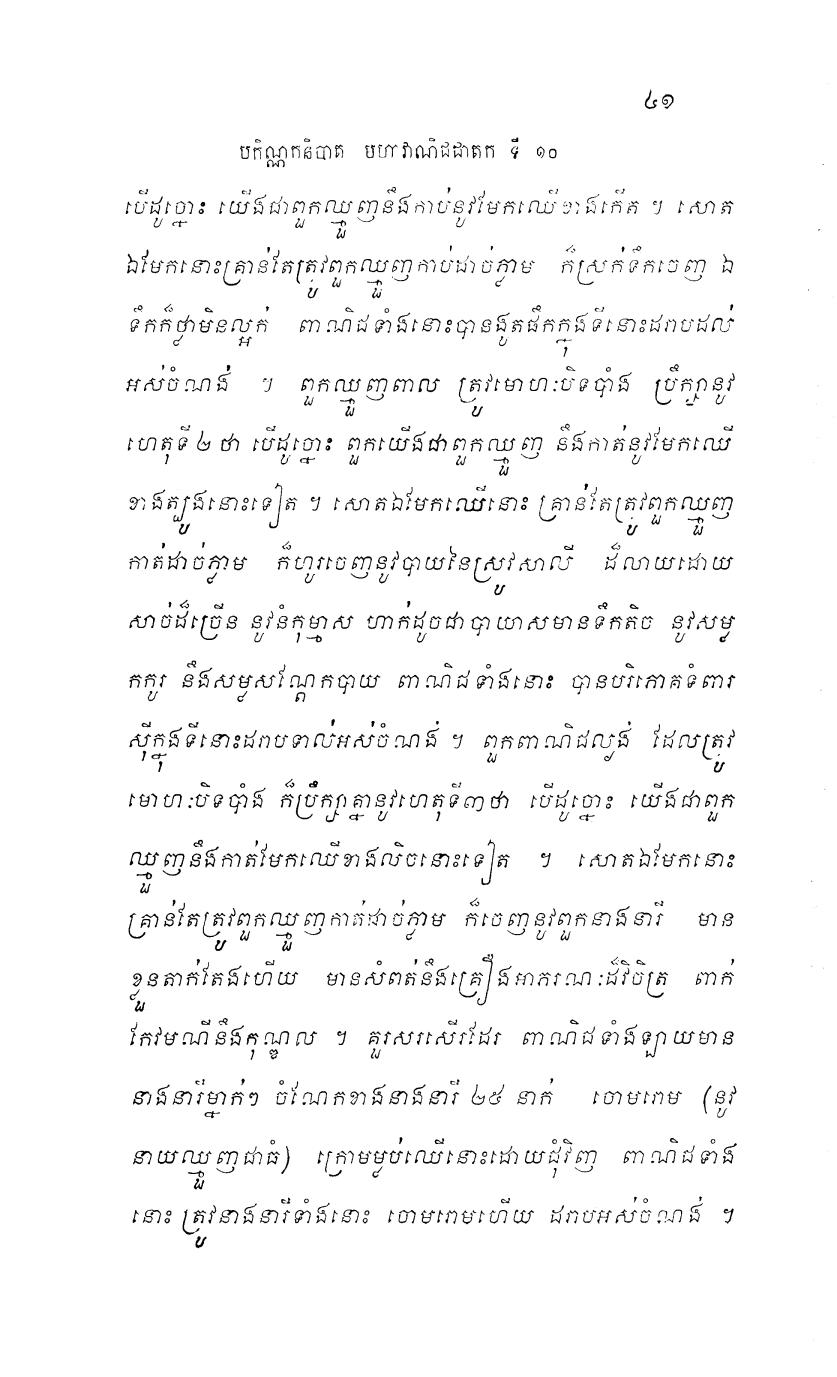 ៤១
បកិណ្ណកនិបាត មហាវាណិជជាតក ទី ១០
បើដូច្នោះ យើងជាពួកឈ្មួញនឹងកាប់នូវមែកឈើខាងកើត ។ សោត
ឯមែកនោះគ្រាន់តែត្រូវពួកឈ្មួញកាប់ដាច់ភ្លាម ក៏ស្រក់ទឹកចេញ ឯ
ទឹកក៏ថ្លាមិនល្អក់ ពាណិជទាំងនោះបានងូតផឹកក្នុងទីនោះដរាបដល់
អស់ចំណង់ ។ ពួកឈ្មួញពាល ត្រូវមោហៈបិទបាំង ប្រឹក្សានូវ
ហេតុទី ២ ថា បើដូច្នោះ ពួកយើងជាពួកឈ្មួញ នឹងកាត់នូវមែកឈើ
ខាងត្បូងនោះទៀត ។ សោតឯមែកឈើនោះ គ្រាន់តែត្រូវពួកឈ្មួញ
កាត់ដាច់ភ្លាម ក៏ហូរចេញនូវបាយនៃស្រូវសាលី ដ៏លាយដោយ
សាច់ដ៏ច្រើន នូវនំកុម្មាស ហាក់ដូចជាបាយាសមានទឹកតិច នូវសម្ល
កកូរ នឹងសម្លសណ្តែកបាយ ពាណិជទាំងនោះ បានបរិភោគទំពារ
ស៊ីក្នុងទីនោះដរាបទាល់អស់ចំណង់ ។ ពួកពាណិជល្ងង់ ដែលត្រូវ
មោហៈបិទបាំង ក៏ប្រឹក្សាគ្នានូវហេតុទី៣ថា បើដូច្នោះ យើងជាពួក
ឈ្មួញនឹងកាត់មែកឈើខាងលិចនោះទៀត ។ សោតឯមែកនោះ
គ្រាន់តែត្រូវពួកឈ្មួញកាត់ដាច់ភ្លាម ក៏ចេញនូវពួកនាងនារី មាន
ខ្លួនតាក់តែងហើយ មានសំពត់នឹងគ្រឿងអាភរណៈដ៏វិចិត្រ ពាក់
កែវមណីនឹងកុណ្ឌល ។ គួរសរសើរដែរ ពាណិជទាំងឡាយមាន
នាងនារីម្នាក់ៗ ចំណែកខាងនាងនារី ២៥ នាក់ ចោមរោម (នូវ
នាយឈ្មួញជាធំ) ក្រោមម្លប់ឈើនោះដោយជុំវិញ ពាណិជទាំង
នោះ ត្រូវនាងនារីទាំងនោះ ចោមរោមហើយ ដរាបអស់ចំណង់ ។